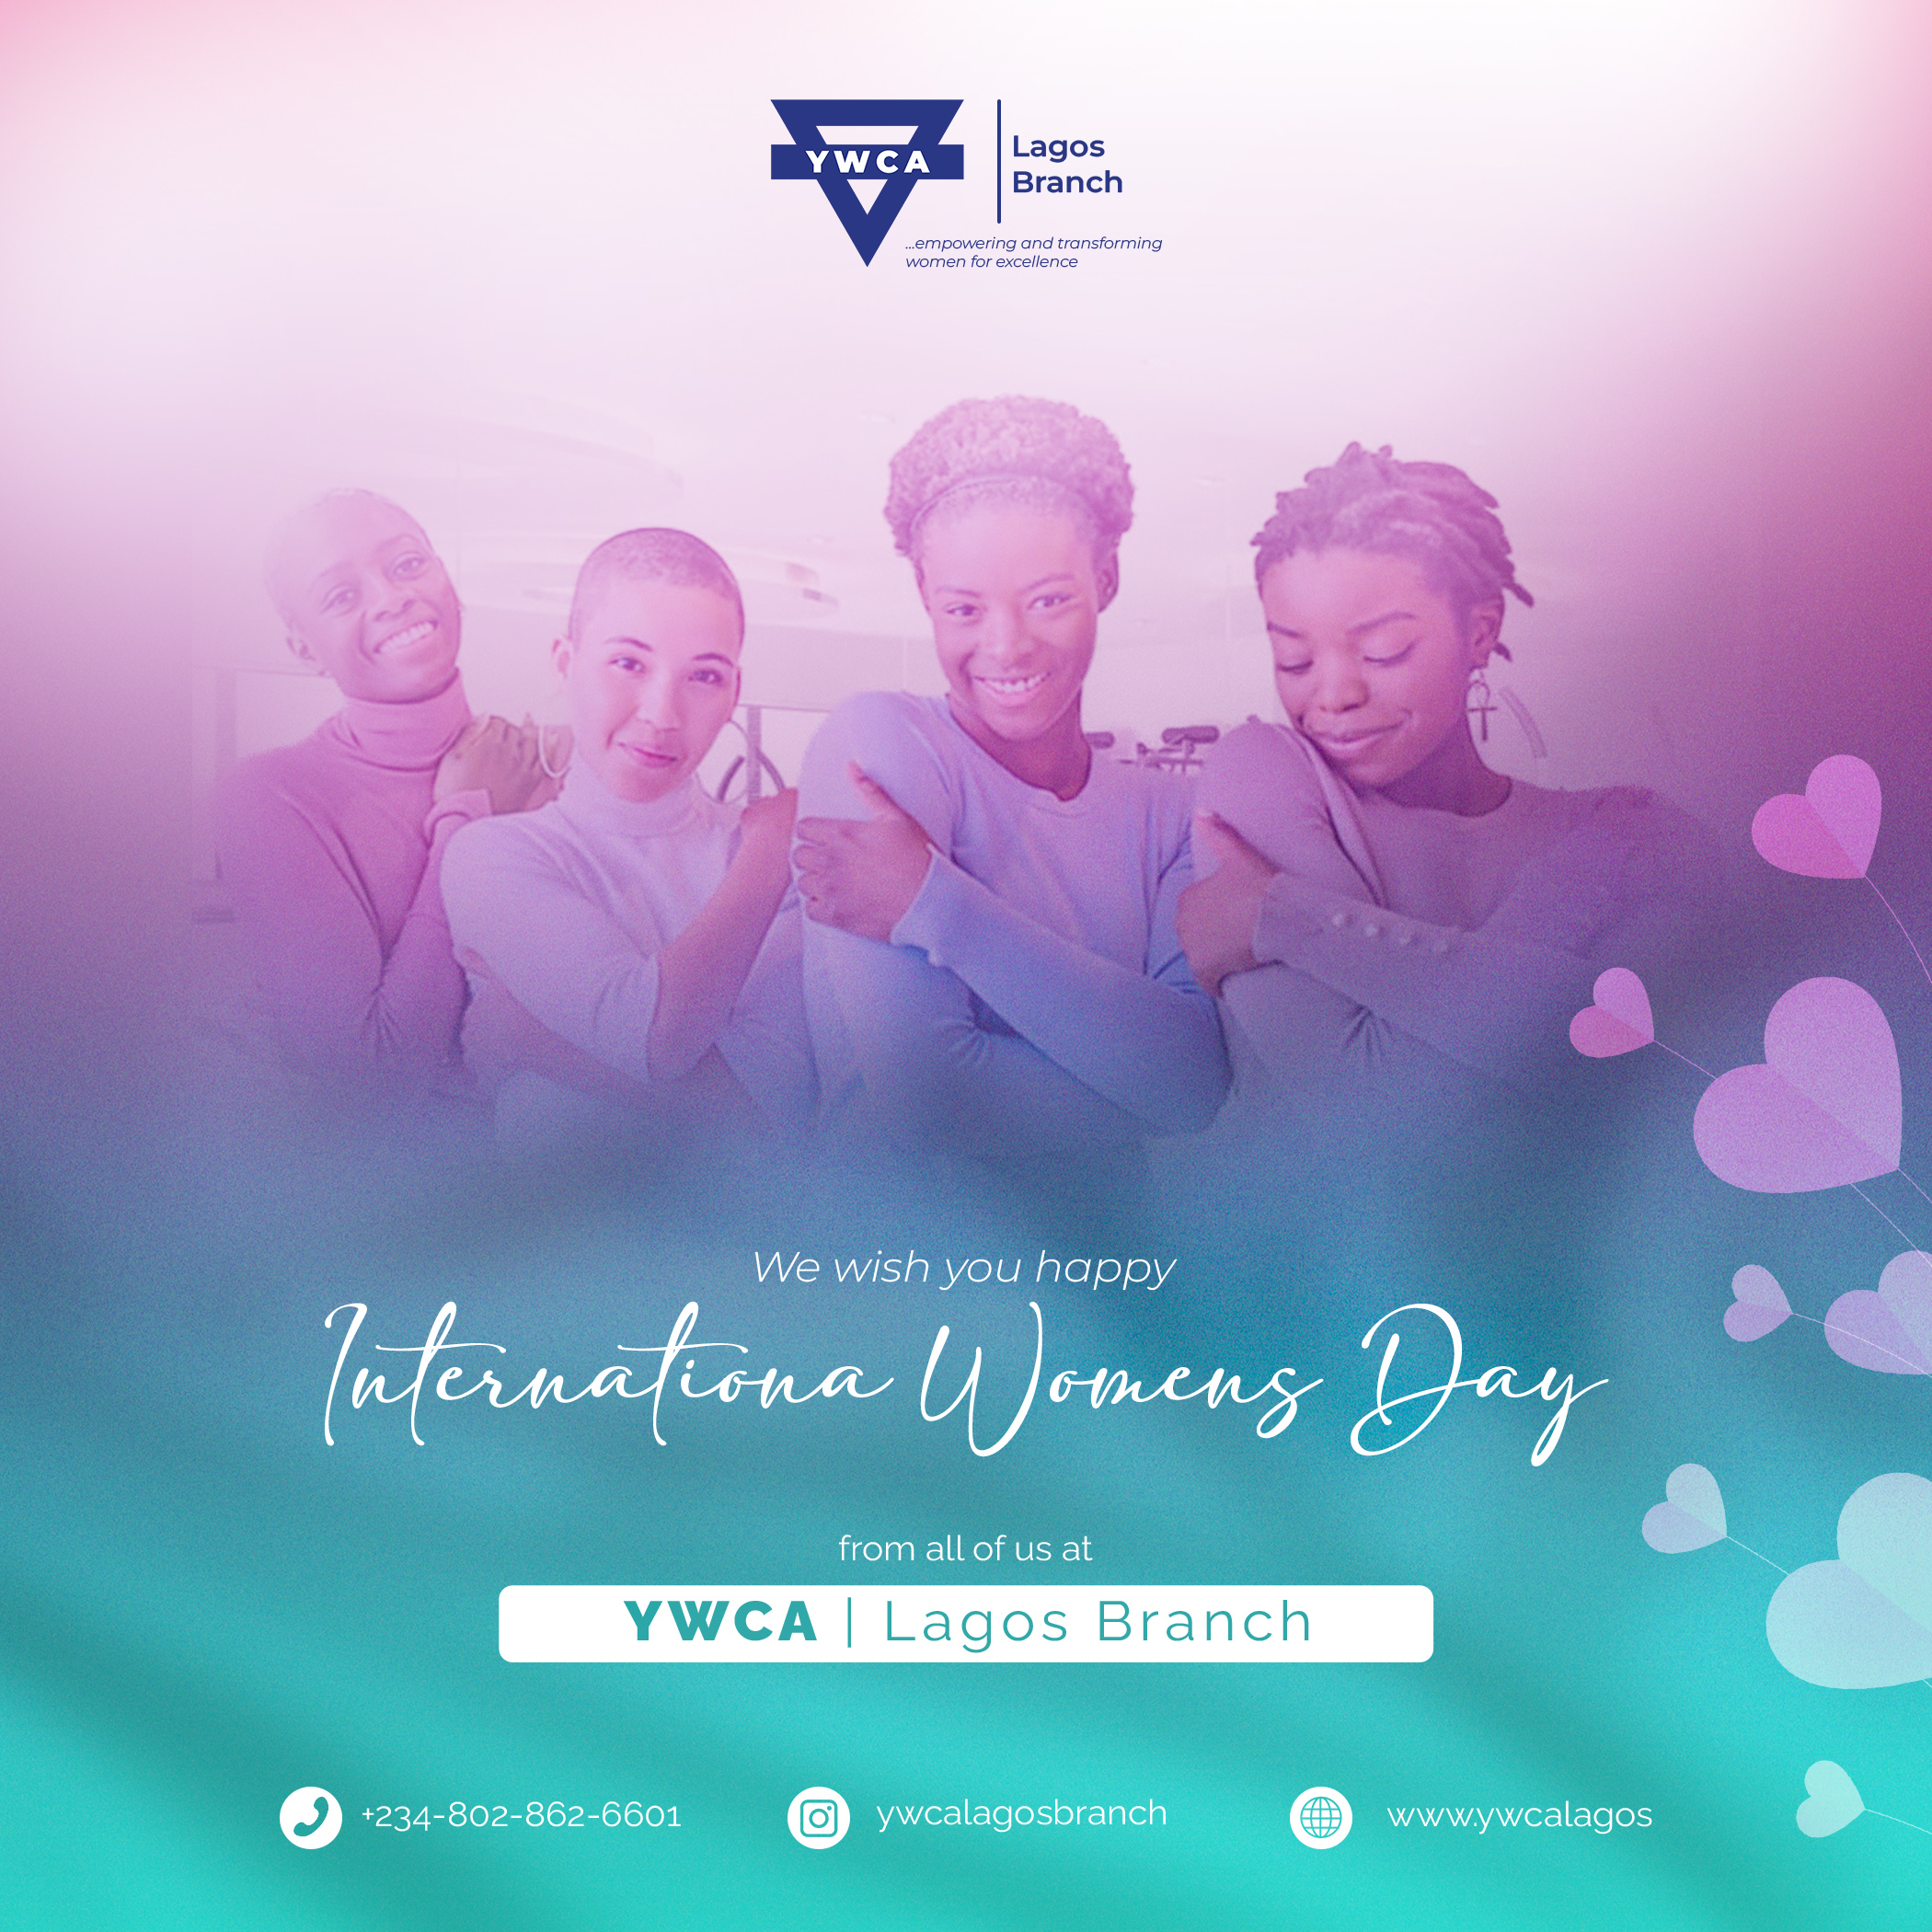 YWCA
Lagos
Branch
...empowering and transforming
women for excellence
We wish you happy
Internationa Womens Day
from all of us at
YWCA | Lagos Branch
+234-802-862-6601
ywcalagosbranch
www.ywcalagos